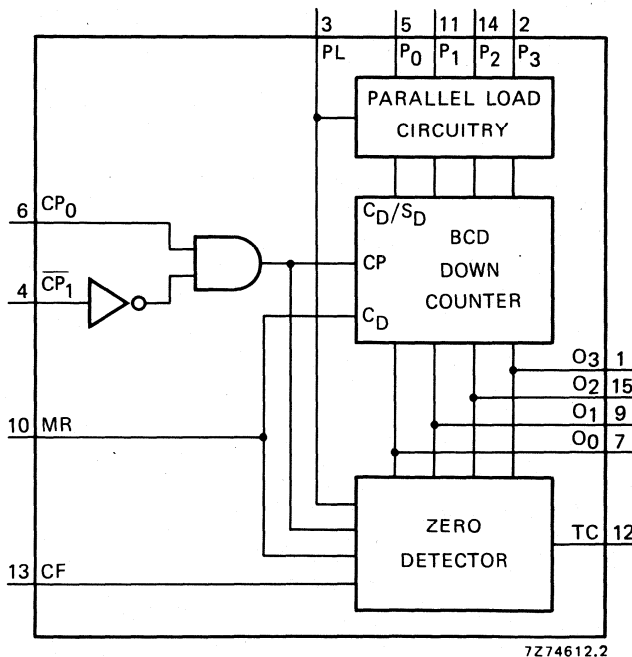 3 5 11 14 2
PL P0 P1 P2 P3
PARALLEL LOAD
CIRCUITRY
6 CP0
CD/SD
BCD
CP
DOWN
4 CP1
COUNTER
CD
O3 1
O2 15
O1 9
10 MR
O0 7
ZERO
TC 12
DETECTOR
13 CF
7Z74612.2